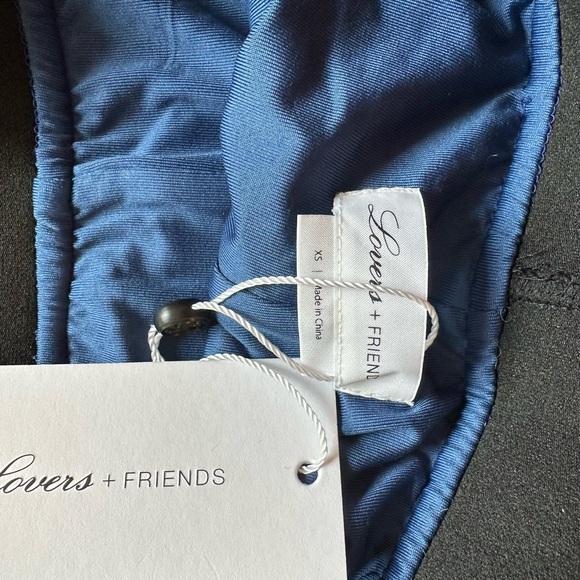 Lovers + FRIENDS
XS | Made in China
Lovers + FRIEND